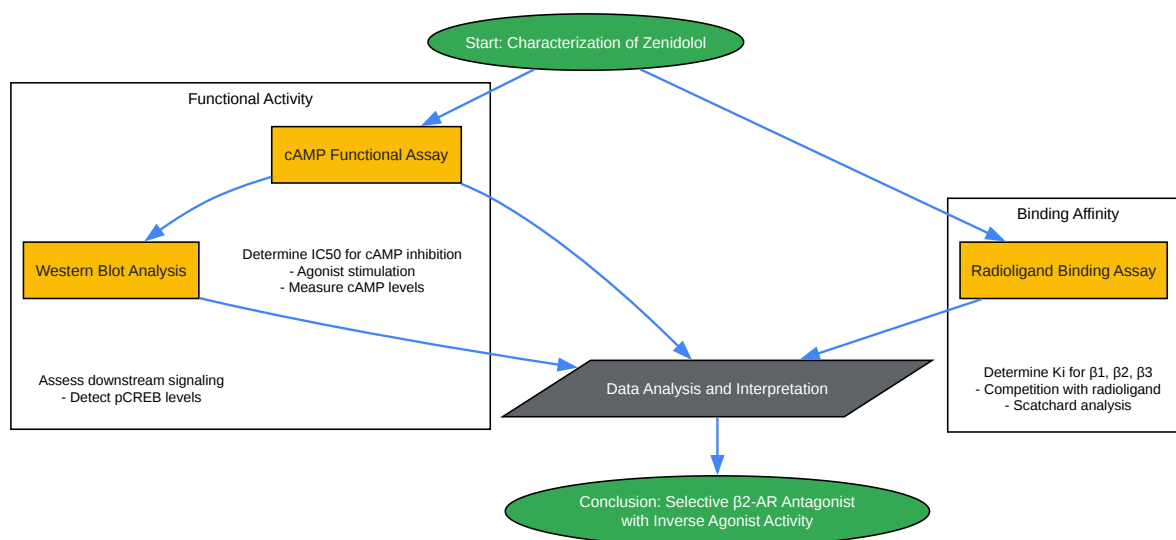 Start: Characterization of Zenidolol
Functional Activity
cAMP Functional Assay
Binding Affinity
Western Blot Analysis
Determine IC50 for cAMP inhibition
- Agonist stimulation
- Measure cAMP levels
Radioligand Binding Assay
Assess downstream signaling
- Detect pCREB levels
Data Analysis and Interpretation
Determine Ki for β1, β2, β3
- Competition with radioligand
- Scatchard analysis
Conclusion: Selective β2-AR Antagonist
with Inverse Agonist Activity